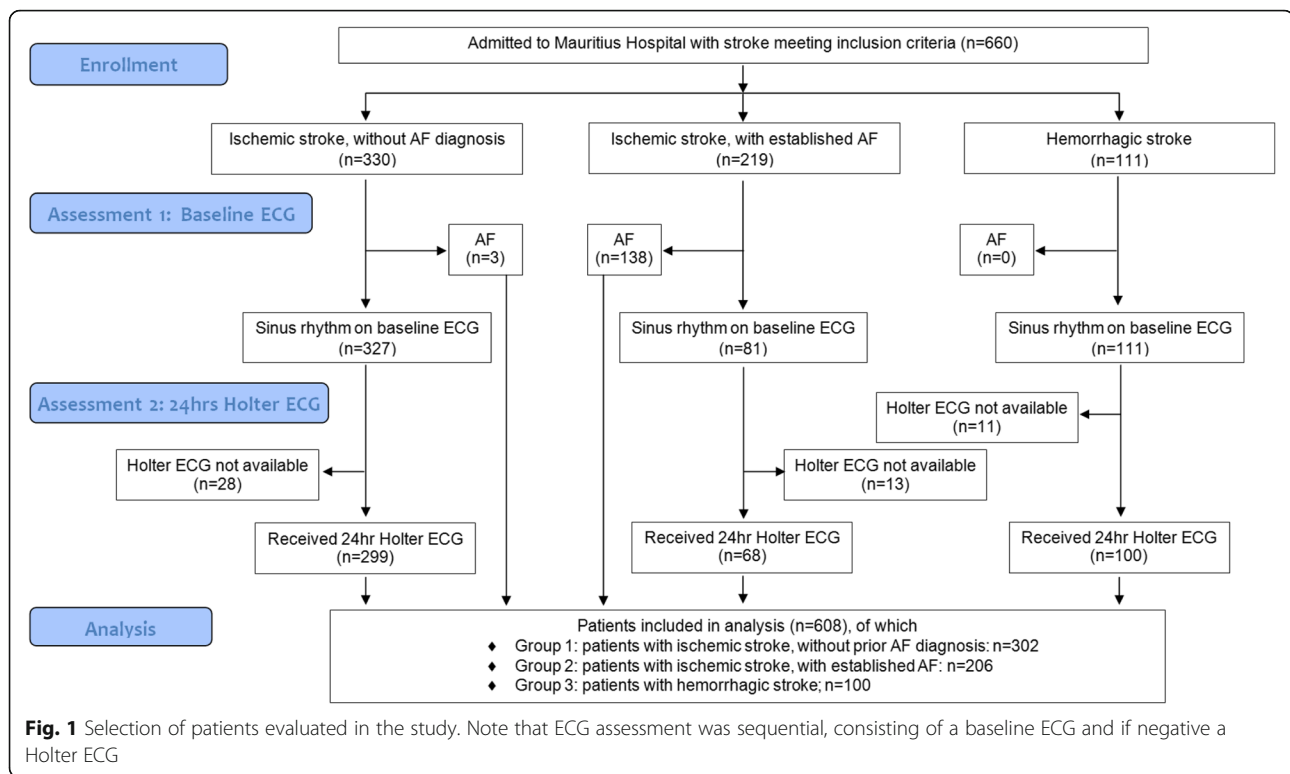 Admitted to Mauritius Hospital with stroke meeting inclusion criteria (n=660)
Enrollment
Ischemic stroke, without AF diagnosis
(n=330)
Ischemic stroke, with established AF
(n=219)
Hemorrhagic stroke
(n=111)
Assessment 1: Baseline ECG
AF
(n=3)
AF
(n=138)
AF
(n=0)
Sinus rhythm on baseline ECG
(n=327)
Sinus rhythm on baseline ECG
(n=81)
Sinus rhythm on baseline ECG
(n=111)
Assessment 2: 24hrs Holter ECG
Holter ECG not available
(n=11)
Holter ECG not available
(n=28)
Holter ECG not available
(n=13)
Received 24hr Holter ECG
(n=299)
Received 24hr Holter ECG
(n=68)
Received 24hr Holter ECG
(n=100)
Analysis
Patients included in analysis (n=608), of which
♦ Group 1: patients with ischemic stroke, without prior AF diagnosis: n=302
♦ Group 2: patients with ischemic stroke, with established AF: n=206
♦ Group 3: patients with hemorrhagic stroke; n=100
Fig. 1 Selection of patients evaluated in the study. Note that ECG assessment was sequential, consisting of a baseline ECG and if negative a
Holter ECG